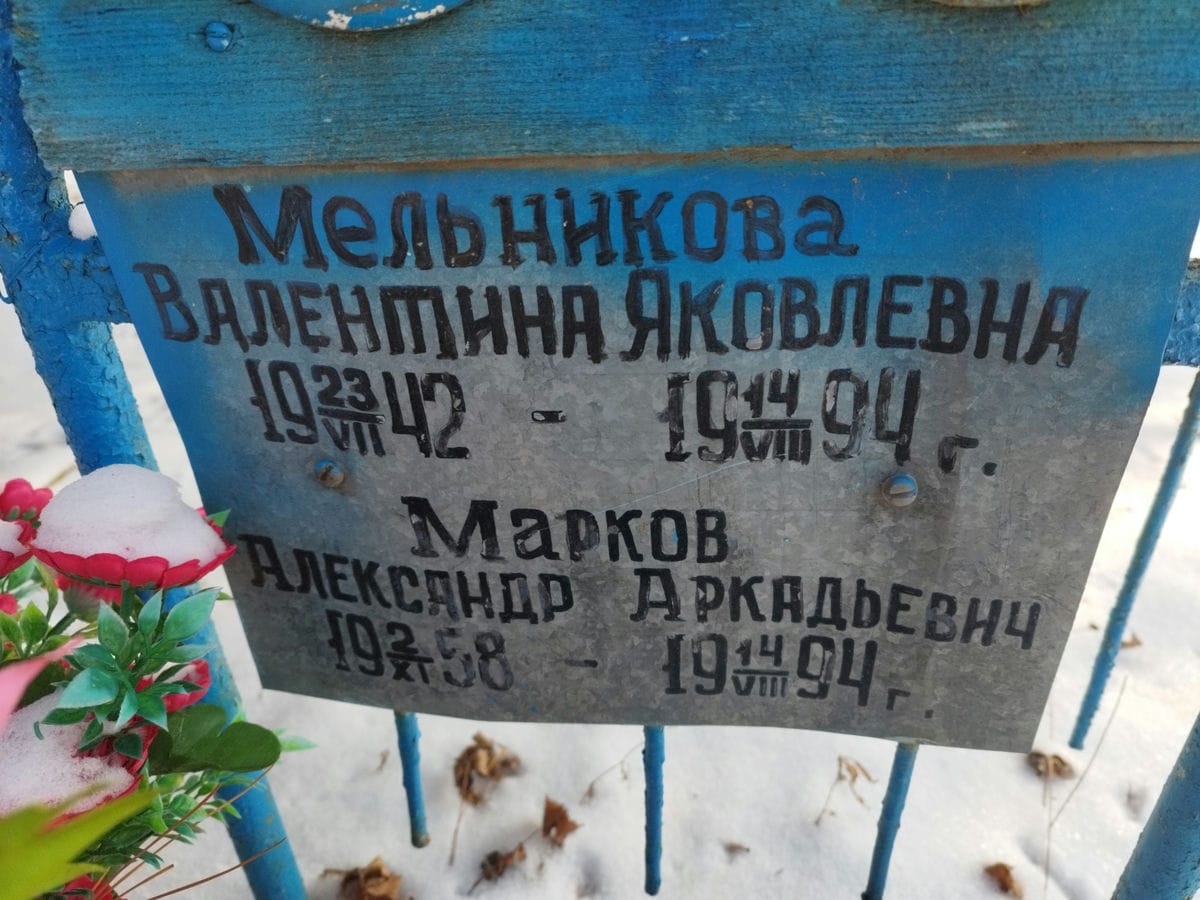 Мельникова
Валентина Яковлевна
19 23/VII 42 - 19 14/VIII 94 г.
Марков
Александр Аркадьевич
19 2/XI 58 - 19 14/VIII 94 г.